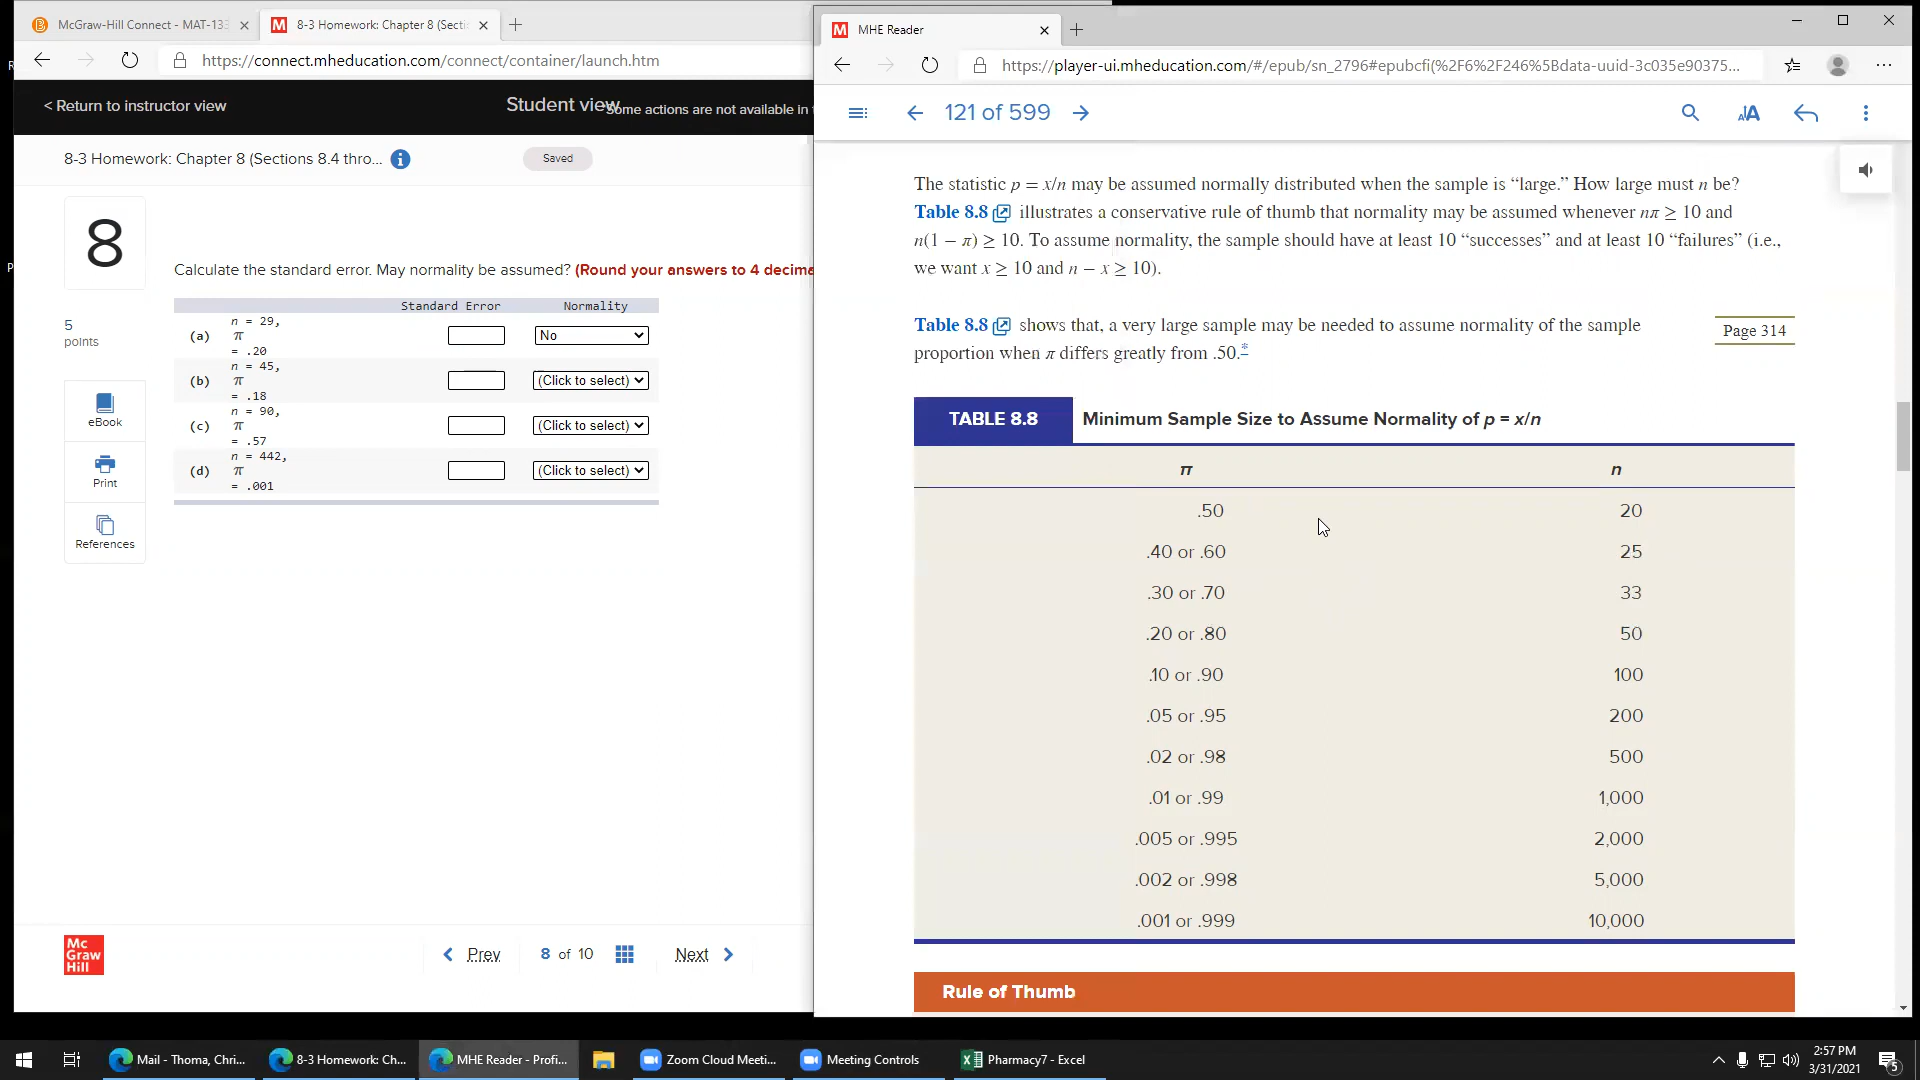 McGraw-Hill Connect - MAT-133
8-3 Homework: Chapter 8 (Secti
https://connect.mheducation.com/connect/container/launch.htm
< Return to instructor view
Student view
Some actions are not available in
8-3 Homework: Chapter 8 (Sections 8.4 thro...
Saved
8
5
points
eBook
Print
References
Calculate the standard error. May normality be assumed? (Round your answers to 4 decima
Standard Error Normality
(a) n = 29,
π
= .20
No
(b) n = 45,
π
= .18
(Click to select)
(c) n = 90,
π
= .57
(Click to select)
(d) n = 442,
π
= .001
(Click to select)
Mc
Graw
Hill
Prev 8 of 10 Next
MHE Reader
https://player-ui.mheducation.com/#/epub/sn_2796#epubcfi(%2F6%2F246%5Bdata-uuid-3c035e90375...
121 of 599
AA
The statistic p = x/n may be assumed normally distributed when the sample is “large.” How large must n be?
Table 8.8 illustrates a conservative rule of thumb that normality may be assumed whenever nπ ≥ 10 and
n(1 − π) ≥ 10. To assume normality, the sample should have at least 10 “successes” and at least 10 “failures” (i.e.,
we want x ≥ 10 and n − x ≥ 10).
Table 8.8 shows that, a very large sample may be needed to assume normality of the sample
proportion when π differs greatly from .50.*
Page 314
TABLE 8.8 Minimum Sample Size to Assume Normality of p = x/n
π n
.50 20
.40 or .60 25
.30 or .70 33
.20 or .80 50
.10 or .90 100
.05 or .95 200
.02 or .98 500
.01 or .99 1,000
.005 or .995 2,000
.002 or .998 5,000
.001 or .999 10,000
Rule of Thumb
Mail - Thoma, Chri...
8-3 Homework: Ch...
MHE Reader - Profi...
Zoom Cloud Meeti...
Meeting Controls
Pharmacy7 - Excel
2:57 PM
3/31/2021
5